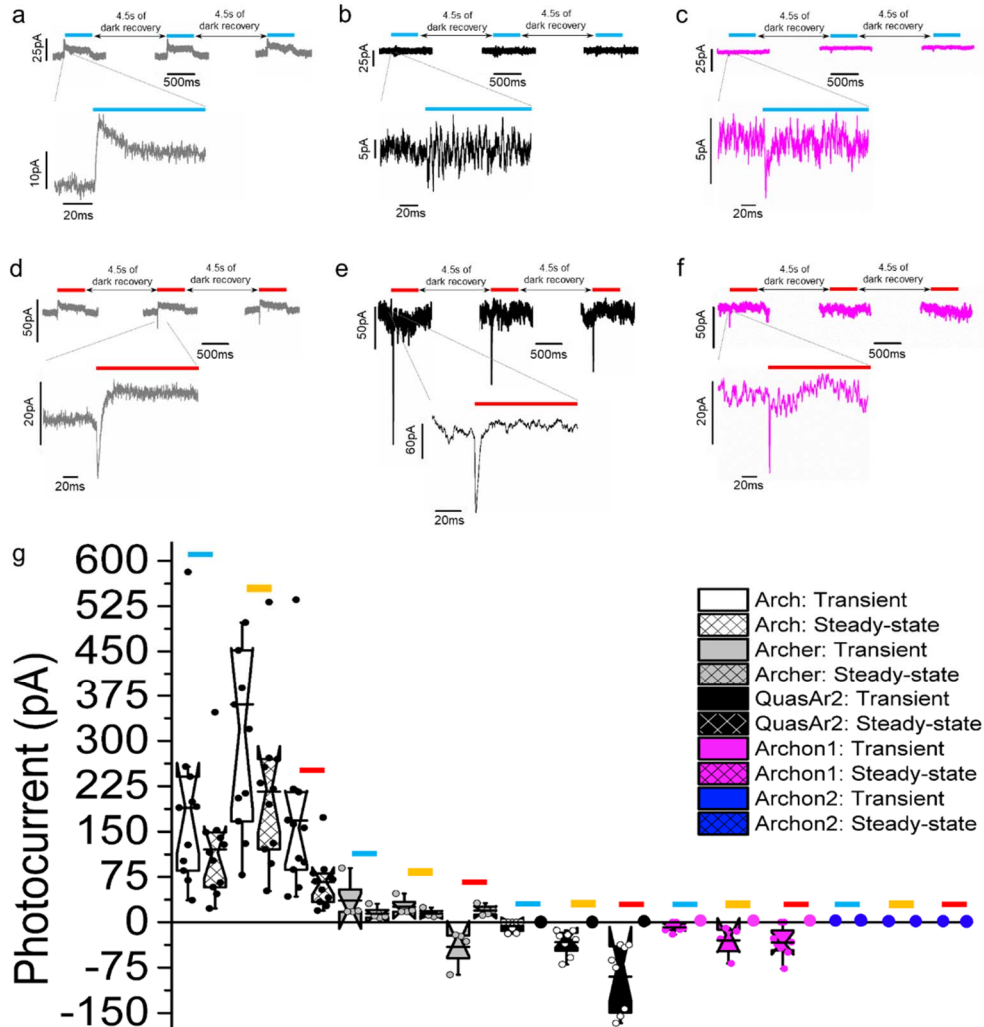 a
4.5s of
dark recovery
4.5s of
dark recovery
25pA
500ms
10pA
20ms
b
4.5s of
dark recovery
4.5s of
dark recovery
25pA
500ms
5pA
20ms
c
4.5s of
dark recovery
4.5s of
dark recovery
25pA
500ms
5pA
20ms
d
4.5s of
dark recovery
4.5s of
dark recovery
50pA
500ms
20pA
20ms
e
4.5s of
dark recovery
4.5s of
dark recovery
50pA
500ms
60pA
20ms
f
4.5s of
dark recovery
4.5s of
dark recovery
50pA
500ms
20pA
20ms
g
Photocurrent (pA)
600
525
450
375
300
225
150
75
0
-75
-150
Arch: Transient
Arch: Steady-state
Archer: Transient
Archer: Steady-state
QuasAr2: Transient
QuasAr2: Steady-state
Archon1: Transient
Archon1: Steady-state
Archon2: Transient
Archon2: Steady-state